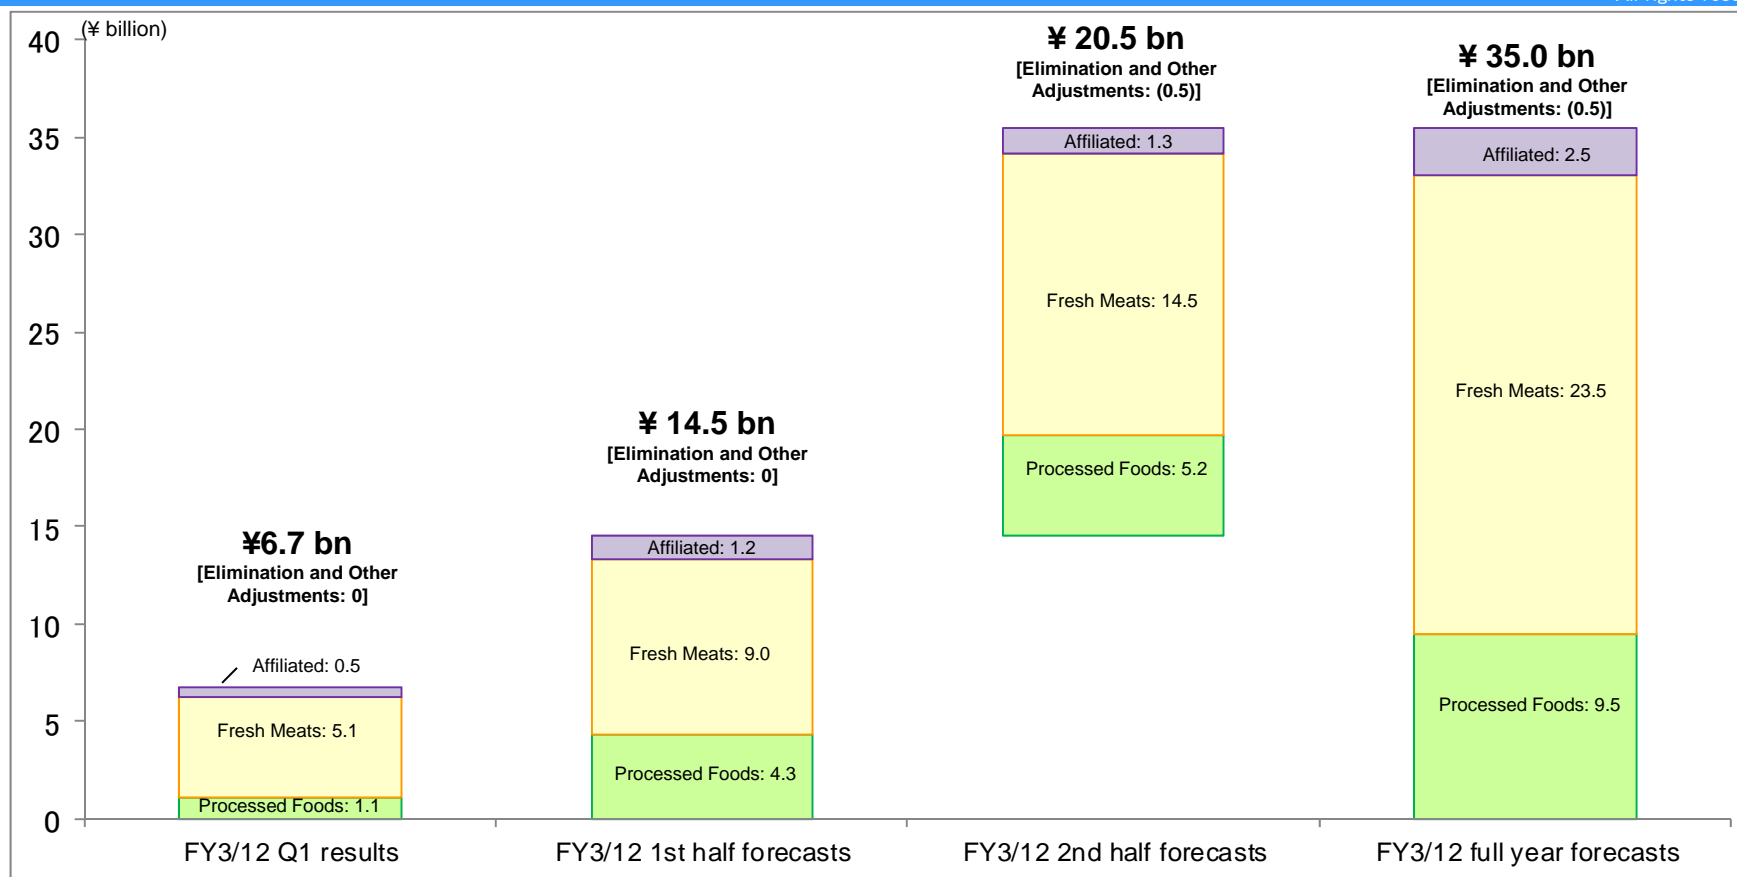 (¥ billion)
40
35
30
25
20
15
10
5
0
¥6.7 bn
[Elimination and Other
Adjustments: 0]
Affiliated: 0.5
Fresh Meats: 5.1
Processed Foods: 1.1
¥ 14.5 bn
[Elimination and Other
Adjustments: 0]
Affiliated: 1.2
Fresh Meats: 9.0
Processed Foods: 4.3
¥ 20.5 bn
[Elimination and Other
Adjustments: (0.5)]
Affiliated: 1.3
Fresh Meats: 14.5
Processed Foods: 5.2
¥ 35.0 bn
[Elimination and Other
Adjustments: (0.5)]
Affiliated: 2.5
Fresh Meats: 23.5
Processed Foods: 9.5
FY3/12 Q1 results
FY3/12 1st half forecasts
FY3/12 2nd half forecasts
FY3/12 full year forecasts